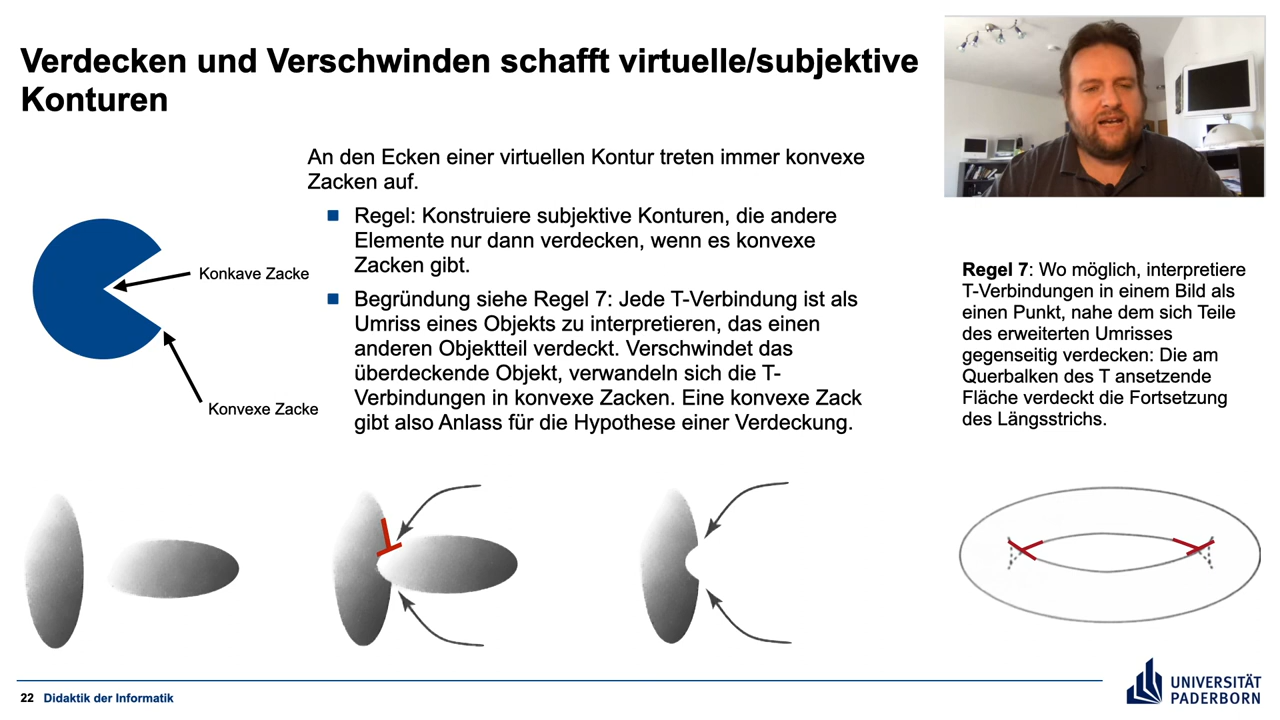 Verdecken und Verschwinden schafft virtuelle/subjektive
Konturen
An den Ecken einer virtuellen Kontur treten immer konvexe
Zacken auf.
Regel: Konstruiere subjektive Konturen, die andere
Elemente nur dann verdecken, wenn es konvexe
Zacken gibt.
Begründung siehe Regel 7: Jede T-Verbindung ist als
Umriss eines Objekts zu interpretieren, das einen
anderen Objektteil verdeckt. Verschwindet das
überdeckende Objekt, verwandeln sich die T-
Verbindungen in konvexe Zacken. Eine konvexe Zack
gibt also Anlass für die Hypothese einer Verdeckung.
Konkave Zacke
Konvexe Zacke
Regel 7: Wo möglich, interpretiere
T-Verbindungen in einem Bild als
einen Punkt, nahe dem sich Teile
des erweiterten Umrisses
gegenseitig verdecken: Die am
Querbalken des T ansetzende
Fläche verdeckt die Fortsetzung
des Längsstrichs.
22 Didaktik der Informatik
UNIVERSITÄT
PADERBORN